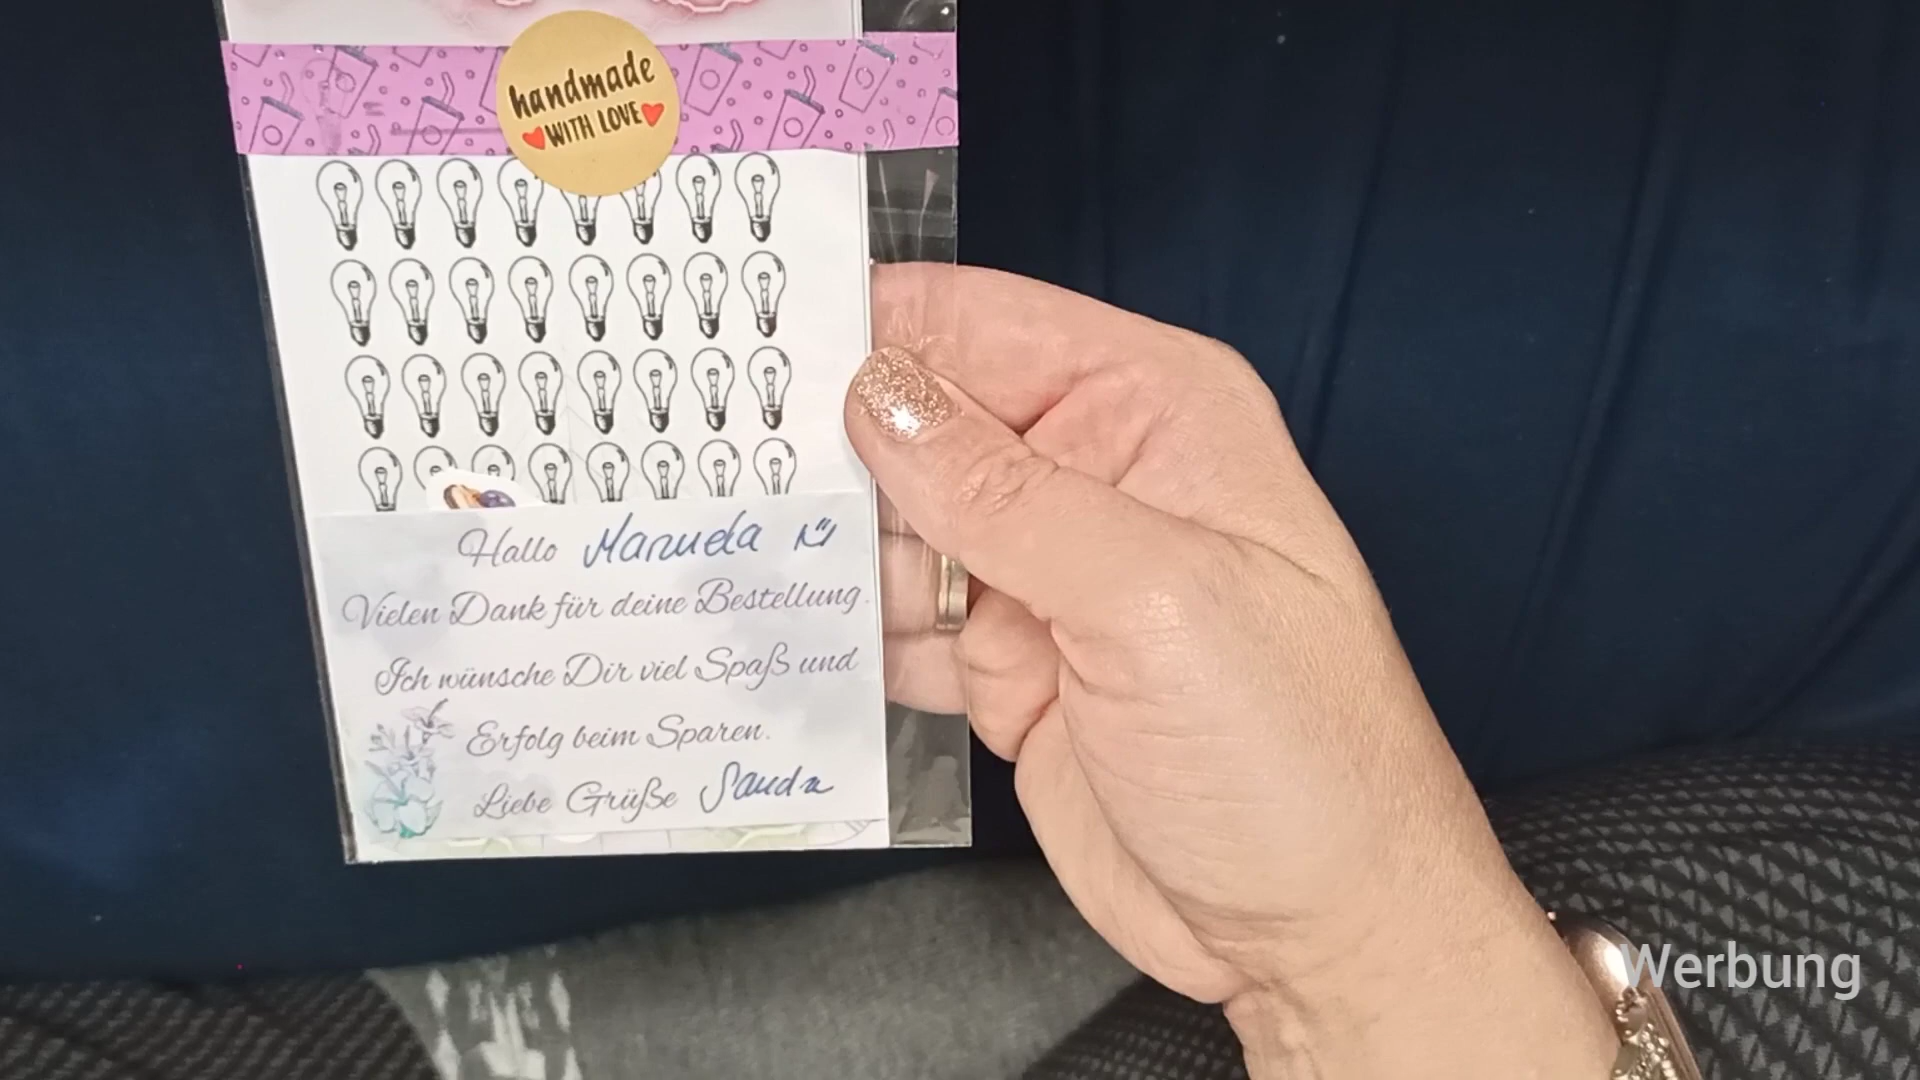 handmade
WITH LOVE
Hallo Manuela
Vielen Dank für deine Bestellung.
Ich wünsche Dir viel Spaß und
Erfolg beim Sparen.
Liebe Grüße Sandra
Werbung